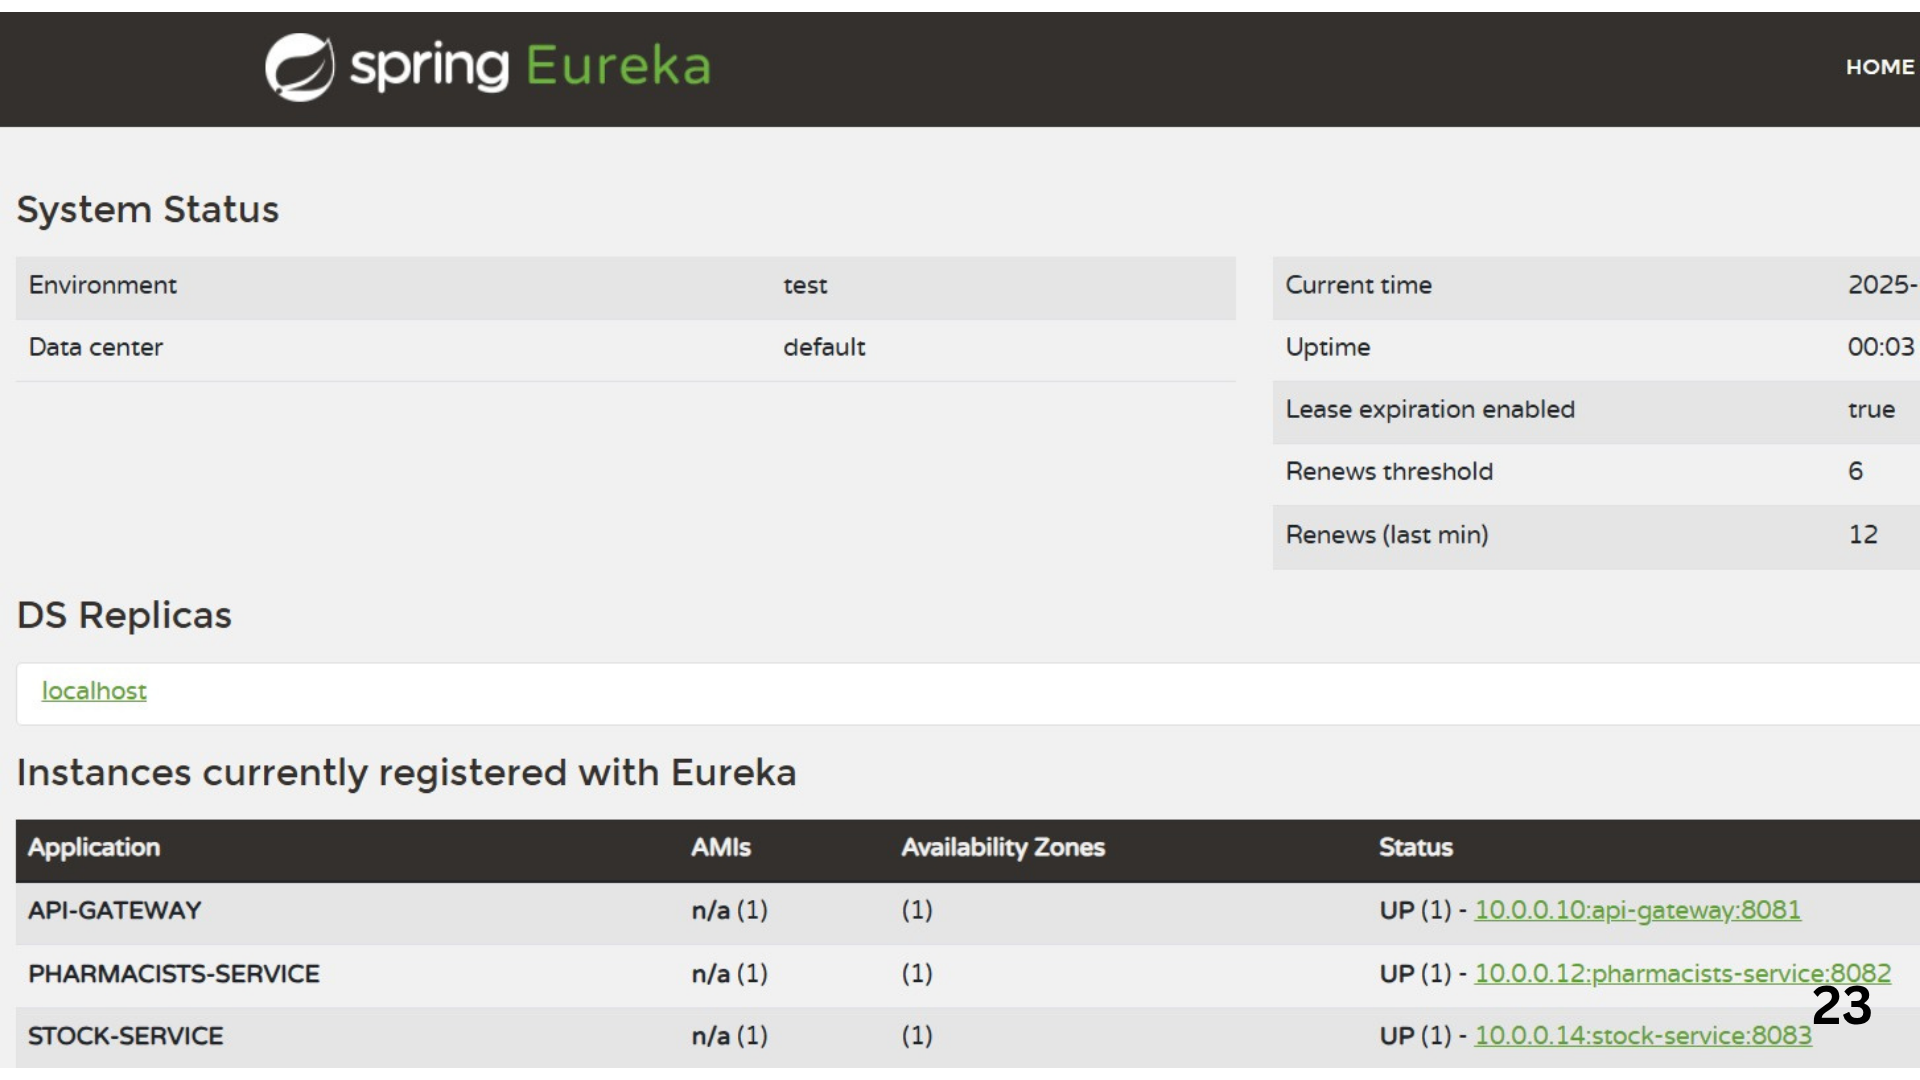 spring Eureka
HOME
System Status
Environment test
Data center default
Current time 2025-
Uptime 00:03
Lease expiration enabled true
Renews threshold 6
Renews (last min) 12
DS Replicas
localhost
Instances currently registered with Eureka
Application AMIs Availability Zones Status
API-GATEWAY n/a (1) (1) UP (1) - 10.0.0.10:api-gateway:8081
PHARMACISTS-SERVICE n/a (1) (1) UP (1) - 10.0.0.12:pharmacists-service:8082
STOCK-SERVICE n/a (1) (1) UP (1) - 10.0.0.14:stock-service:8083
23